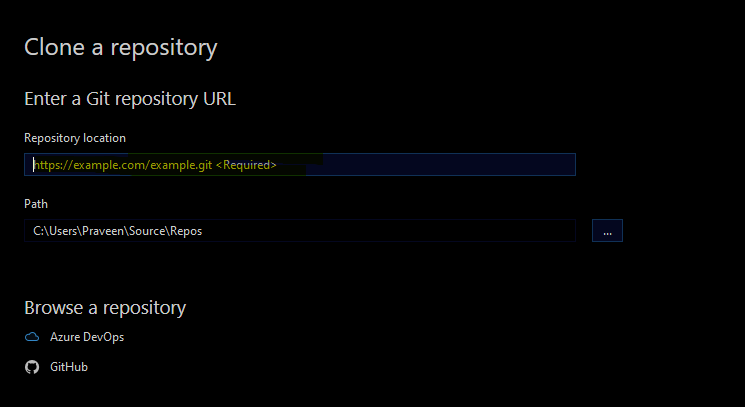 Clone a repository
Enter a Git repository URL
Repository location
https://example.com/example.git <Required>
Path
C:\Users\Praveen\Source\Repos
...
Browse a repository
Azure DevOps
GitHub